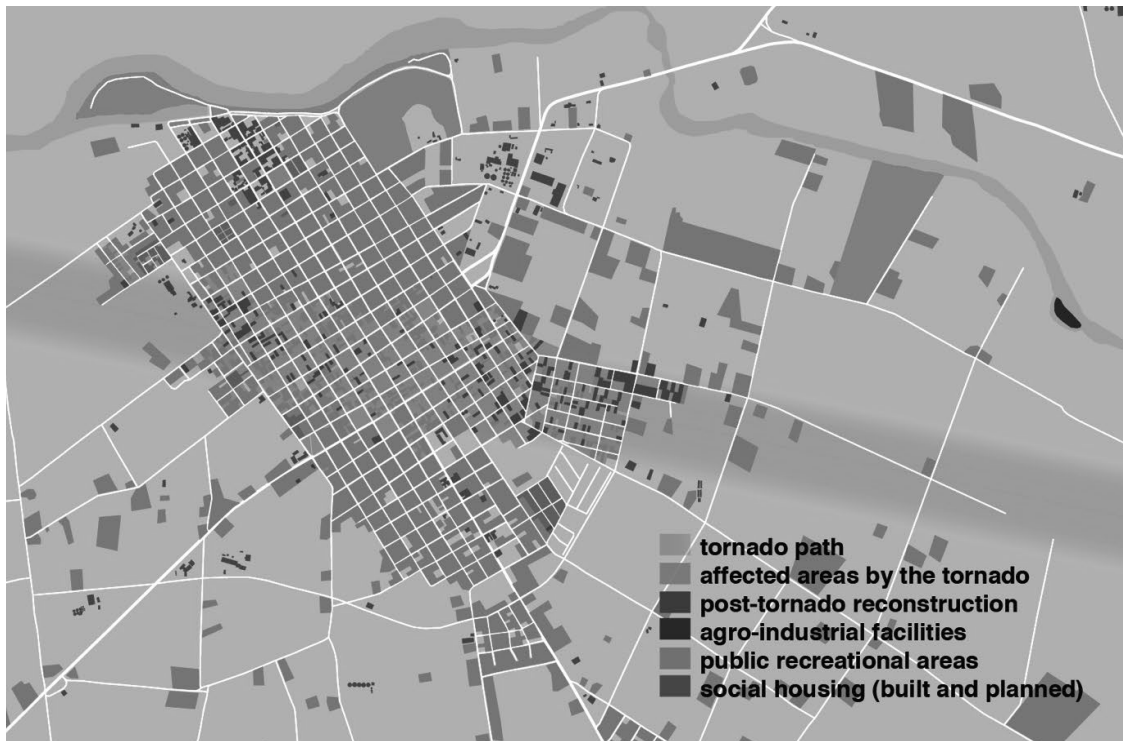 tornado path
affected areas by the tornado
post-tornado reconstruction
agro-industrial facilities
public recreational areas
social housing (built and planned)